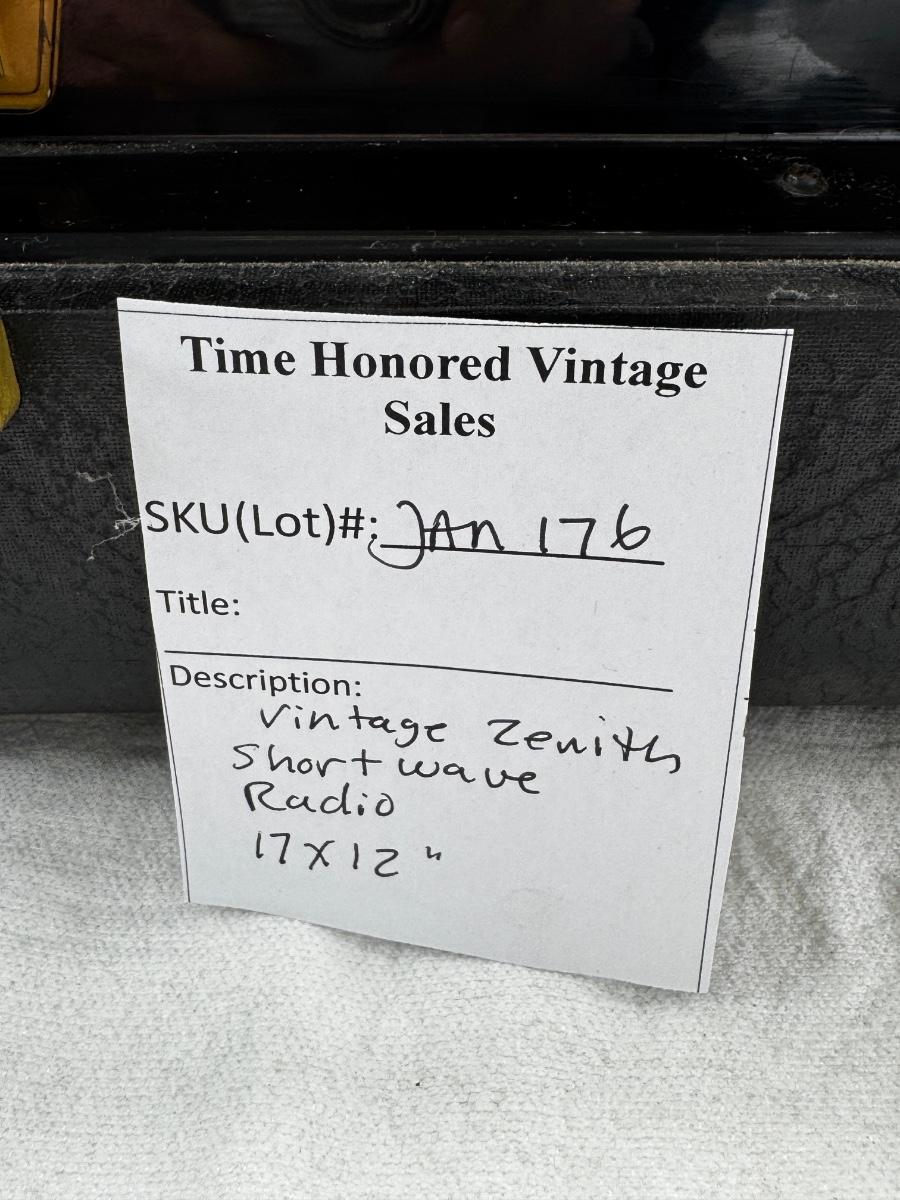 Time Honored Vintage
Sales
SKU(Lot)#: JAN 176
Title:
Description:
Vintage Zenith
Shortwave
Radio
17X12"